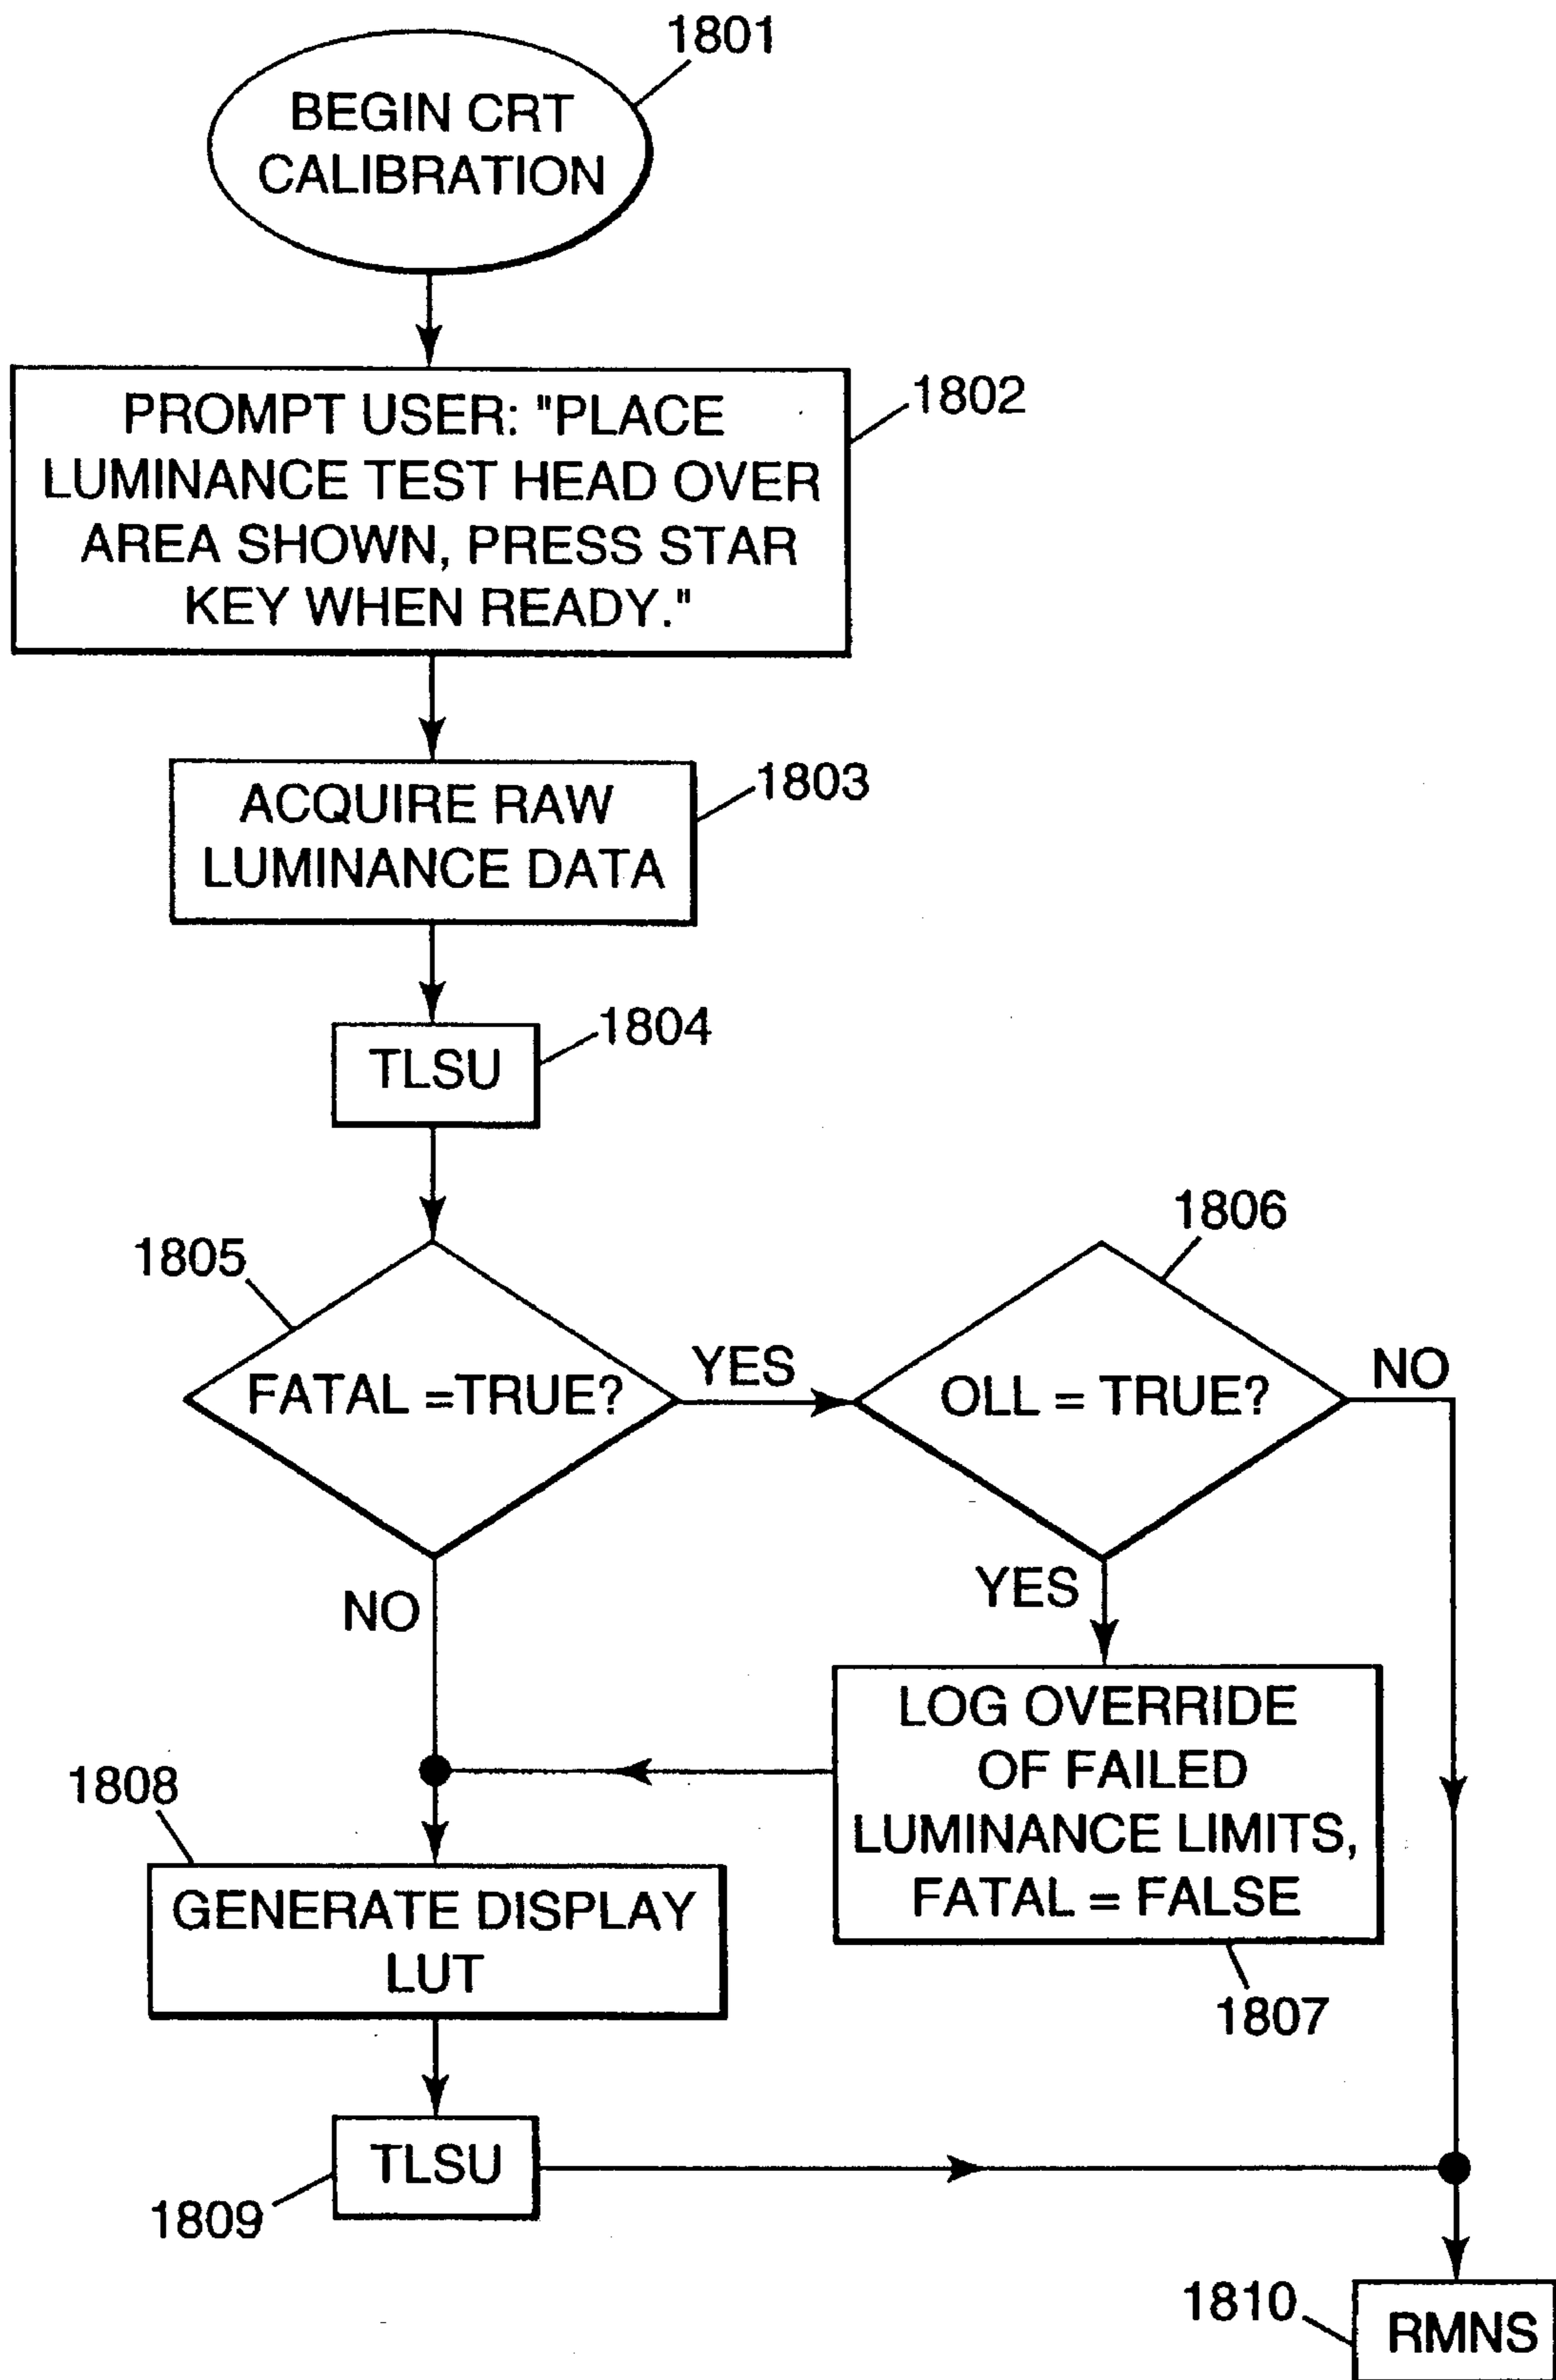 1801
BEGIN CRT
CALIBRATION
1802
PROMPT USER: "PLACE
LUMINANCE TEST HEAD OVER
AREA SHOWN, PRESS STAR
KEY WHEN READY."
1803
ACQUIRE RAW
LUMINANCE DATA
1804
TLSU
1805
FATAL =TRUE?
YES
1806
OLL = TRUE?
NO
NO
YES
LOG OVERRIDE
OF FAILED
LUMINANCE LIMITS,
FATAL = FALSE
1807
1808
GENERATE DISPLAY
LUT
TLSU
1809
1810
RMNS